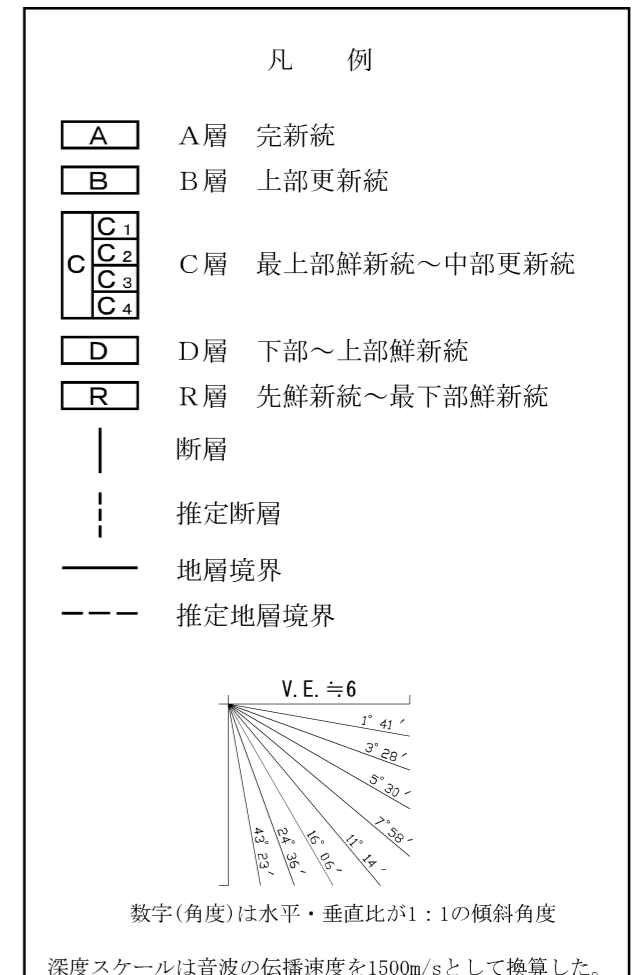 凡　例
A　A層　完新統
B　B層　上部更新統
C　C1　C2　C3　C4　C層　最上部鮮新統～中部更新統
D　D層　下部～上部鮮新統
R　R層　先鮮新統～最下部鮮新統
断層
推定断層
地層境界
推定地層境界
V.E.≒6
1°41′
3°28′
5°30′
7°58′
11°14′
16°06′
24°36′
43°23′
数字(角度)は水平・垂直比が1：1の傾斜角度
深度スケールは音波の伝播速度を1500m/sとして換算した。